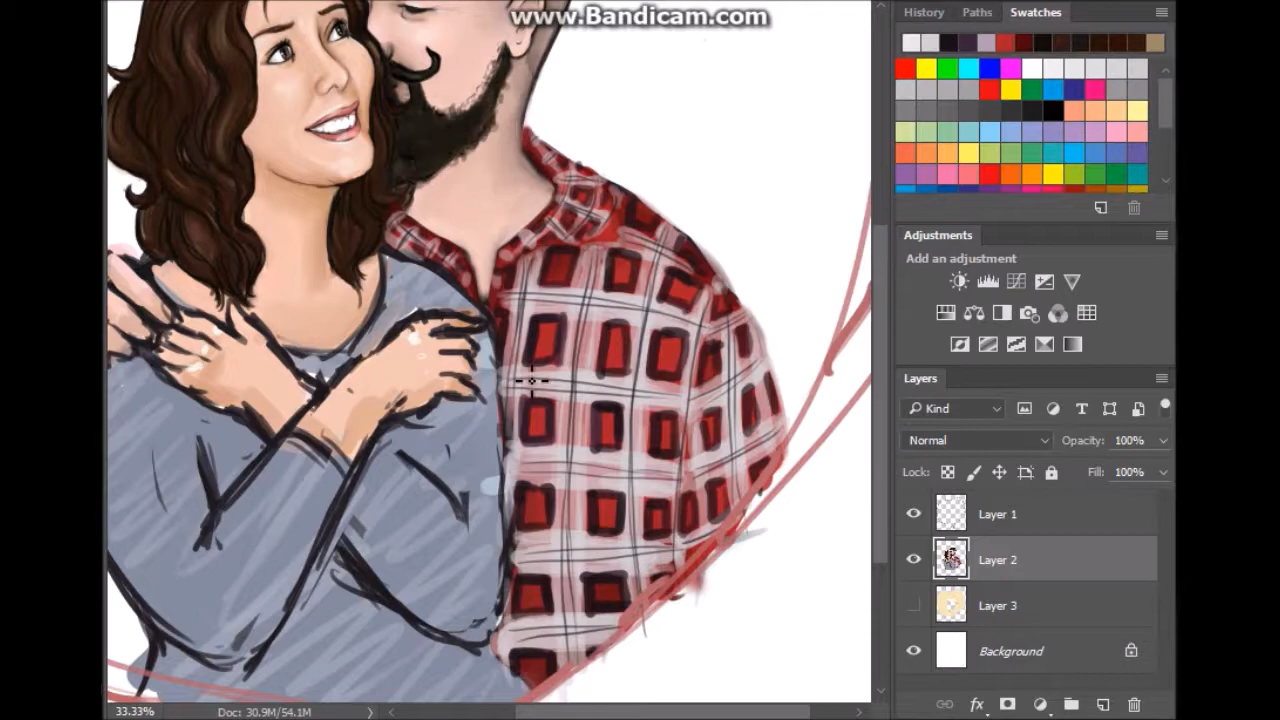 www.Bandicam.com
History Paths Swatches
Adjustments
Add an adjustment
Layers
Kind
Normal Opacity: 100%
Lock: Fill: 100%
Layer 1
Layer 2
Layer 3
Background
fx
33.33% Doc: 30.9M/54.1M